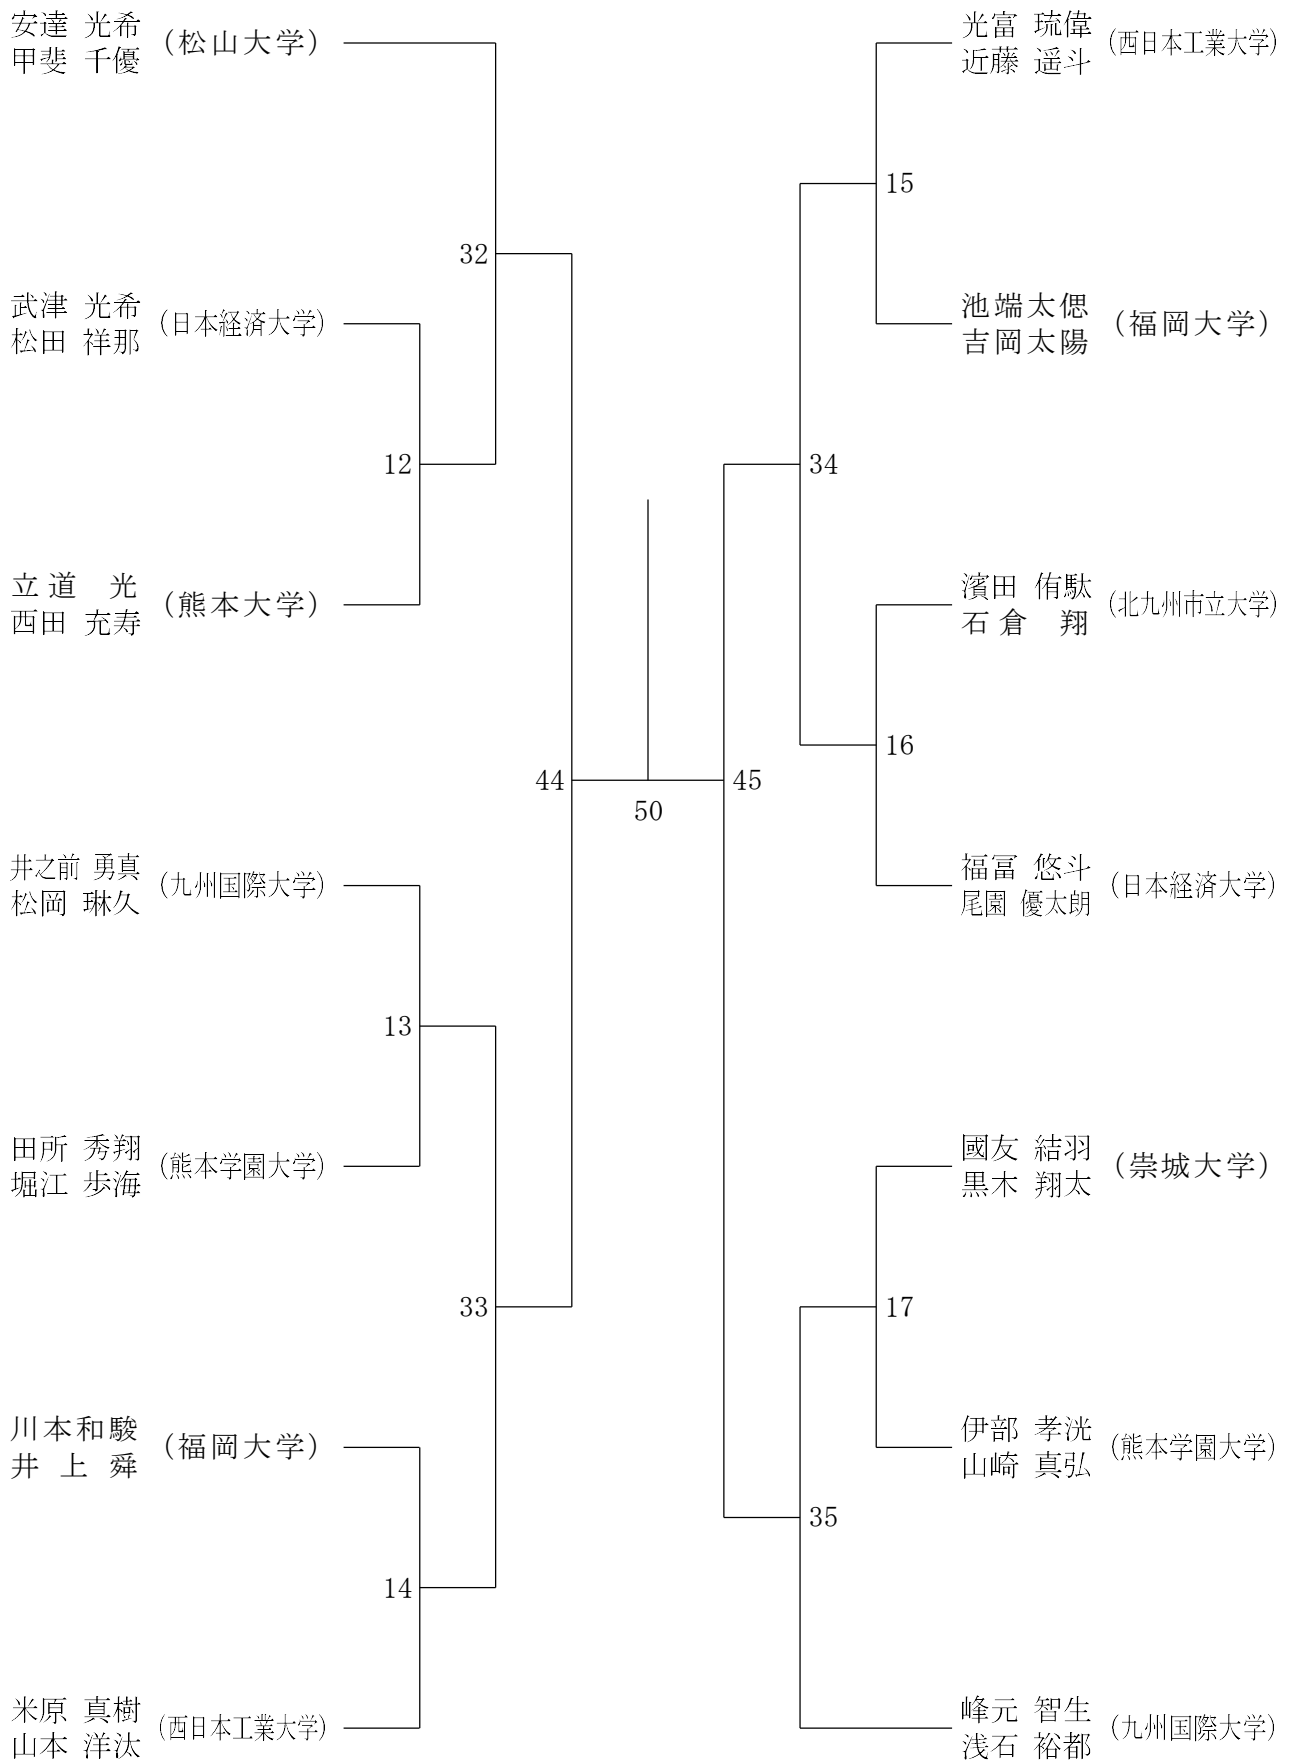 安達 光希
甲斐 千優
(松山大学)
32
武津 光希
松田 祥那
(日本経済大学)
12
立道 光
西田 充寿
(熊本大学)
44
井之前 勇真
松岡 琳久
(九州国際大学)
13
田所 秀翔
堀江 歩海
(熊本学園大学)
33
川本和駿
井上舜
(福岡大学)
14
米原 真樹
山本 洋汰
(西日本工業大学)
50
光富 琉偉
近藤 遥斗
(西日本工業大学)
15
池端太偲
吉岡太陽
(福岡大学)
34
濱田 侑駄
石倉 翔
(北九州市立大学)
16
45
福冨 悠斗
尾園 優太朗
(日本経済大学)
國友 結羽
黒木 翔太
(崇城大学)
17
伊部 孝洸
山崎 真弘
(熊本学園大学)
35
峰元 智生
浅石 裕都
(九州国際大学)